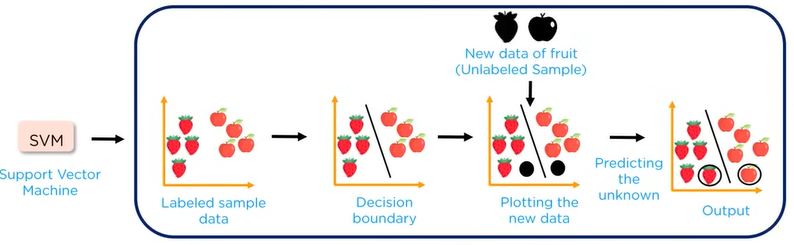 New data of fruit
(Unlabeled Sample)
SVM
Support Vector
Machine
Labeled sample
data
Decision
boundary
Plotting the
new data
Predicting
the
unknown
Output